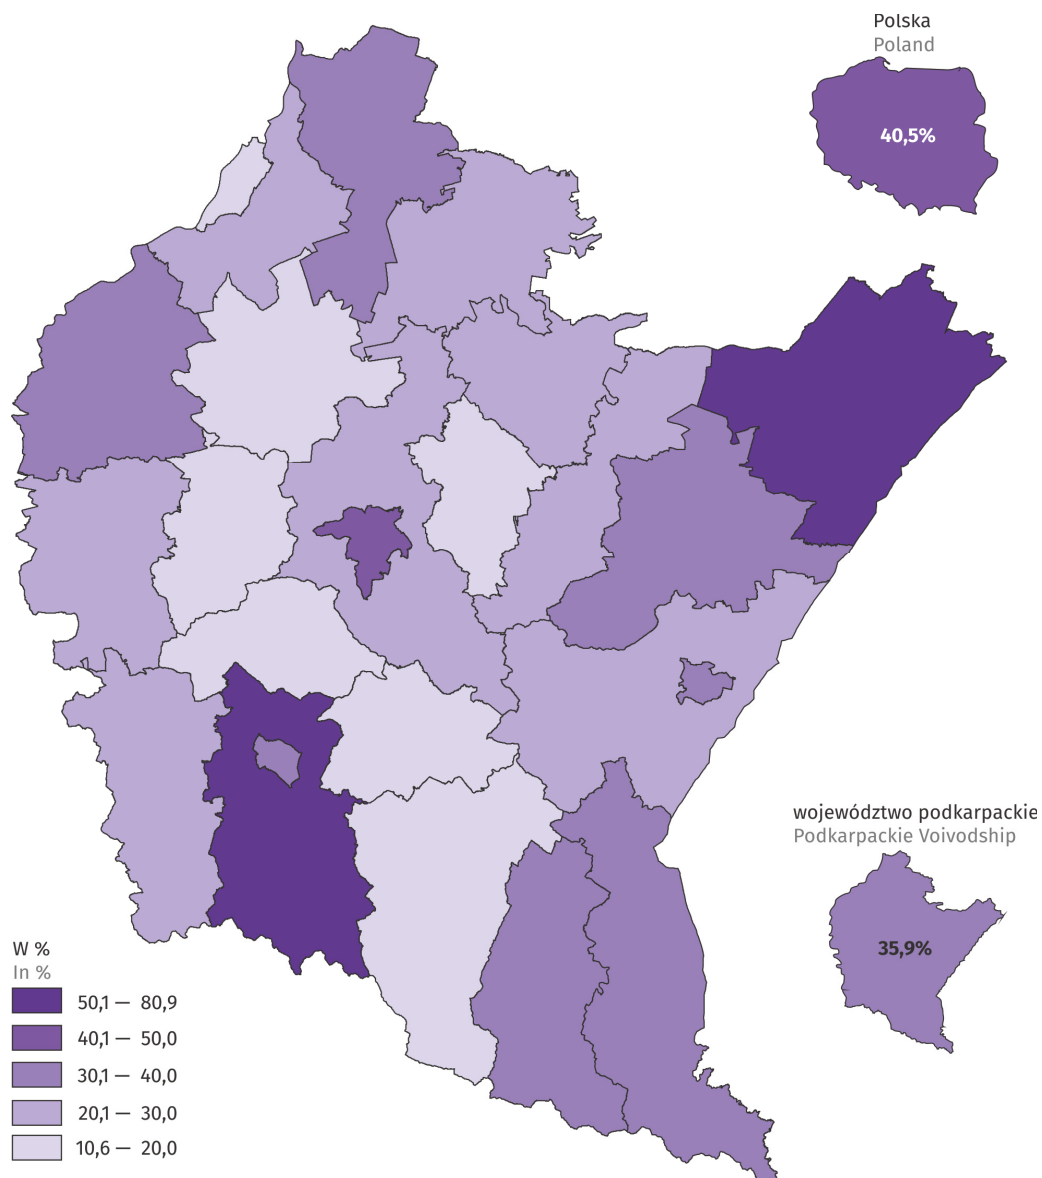 Polska
Poland
40,5%
województwo podkarpackie
Podkarpackie Voivodship
35,9%
W %
In %
50,1 — 80,9
40,1 — 50,0
30,1 — 40,0
20,1 — 30,0
10,6 — 20,0